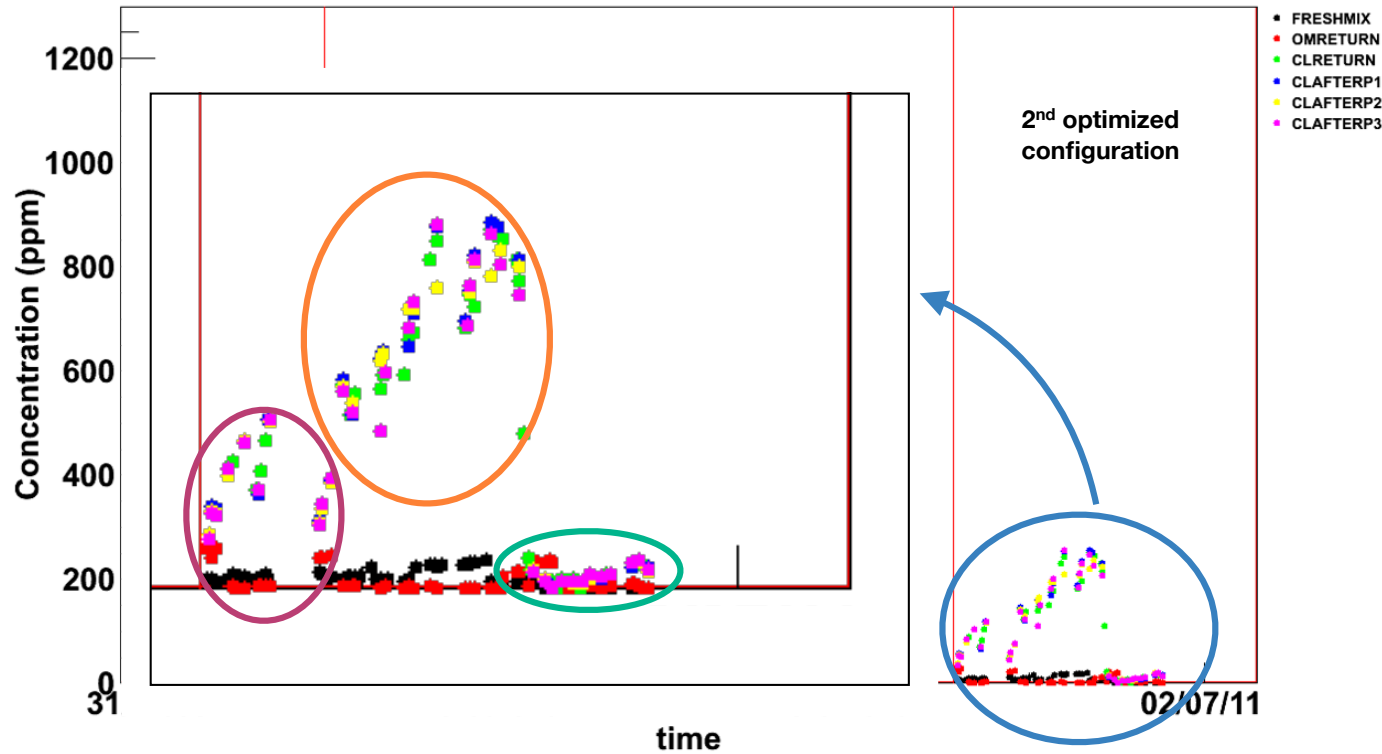 FRESHMIX
OMRETURN
CLRETURN
CLAFTERP1
CLAFTERP2
CLAFTERP3
2nd optimized
configuration
Concentration (ppm)
1200
1000
800
600
400
200
0
31
02/07/11
time